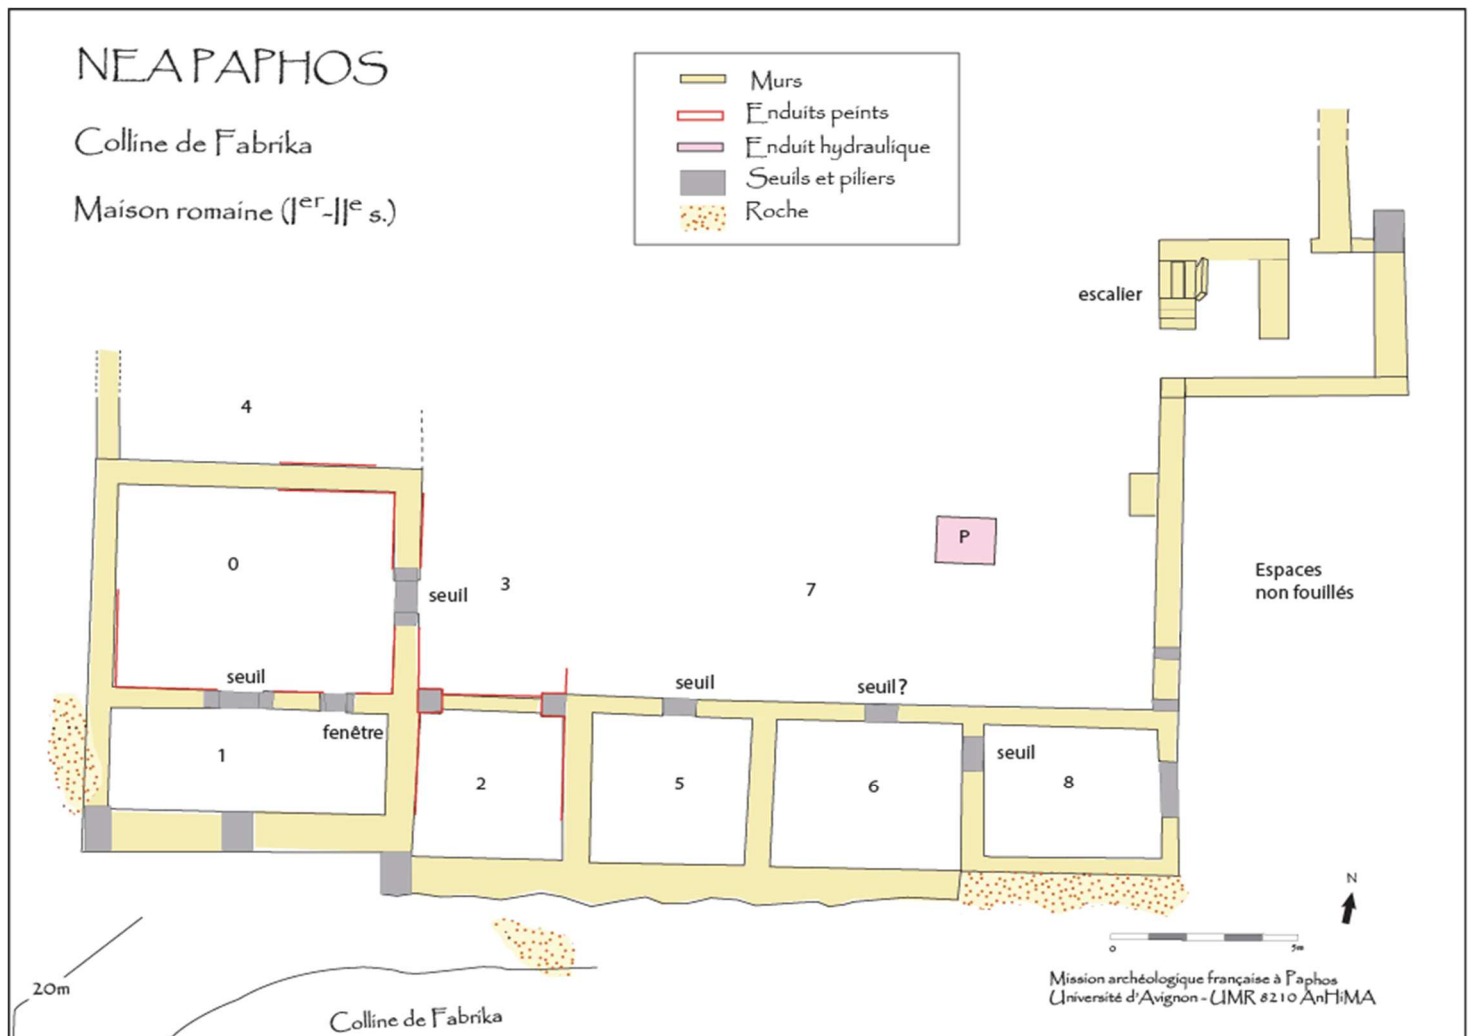 NEA PAPHOS
Colline de Fabrika
Maison romaine (Ier-IIe s.)
Murs
Enduits peints
Enduit hydraulique
Seuils et piliers
Roche
escalier
4
P
0
seuil
3
7
Espaces
non fouillés
seuil
seuil
seuil ?
fenêtre
1
2
5
6
seuil
8
N
0
5m
Mission archéologique française à Paphos
Université d'Avignon - UMR 8210 AnHiMA
20m
Colline de Fabrika